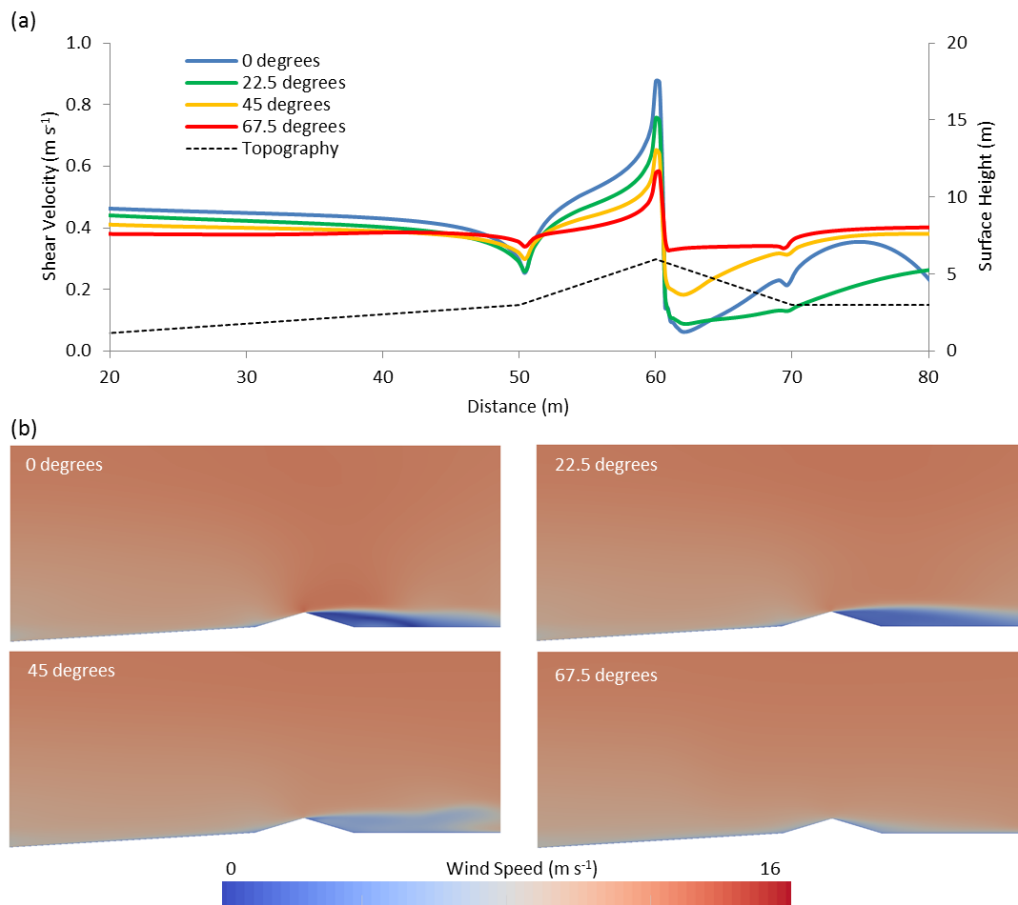 (a)
1.0
0.8
0.6
0.4
0.2
0.0
Shear Velocity (m s⁻¹)
0 degrees
22.5 degrees
45 degrees
67.5 degrees
Topography
20
15
10
5
0
Surface Height (m)
20 30 40 50 60 70 80
Distance (m)
(b)
0 degrees
22.5 degrees
45 degrees
67.5 degrees
0 Wind Speed (m s⁻¹) 16